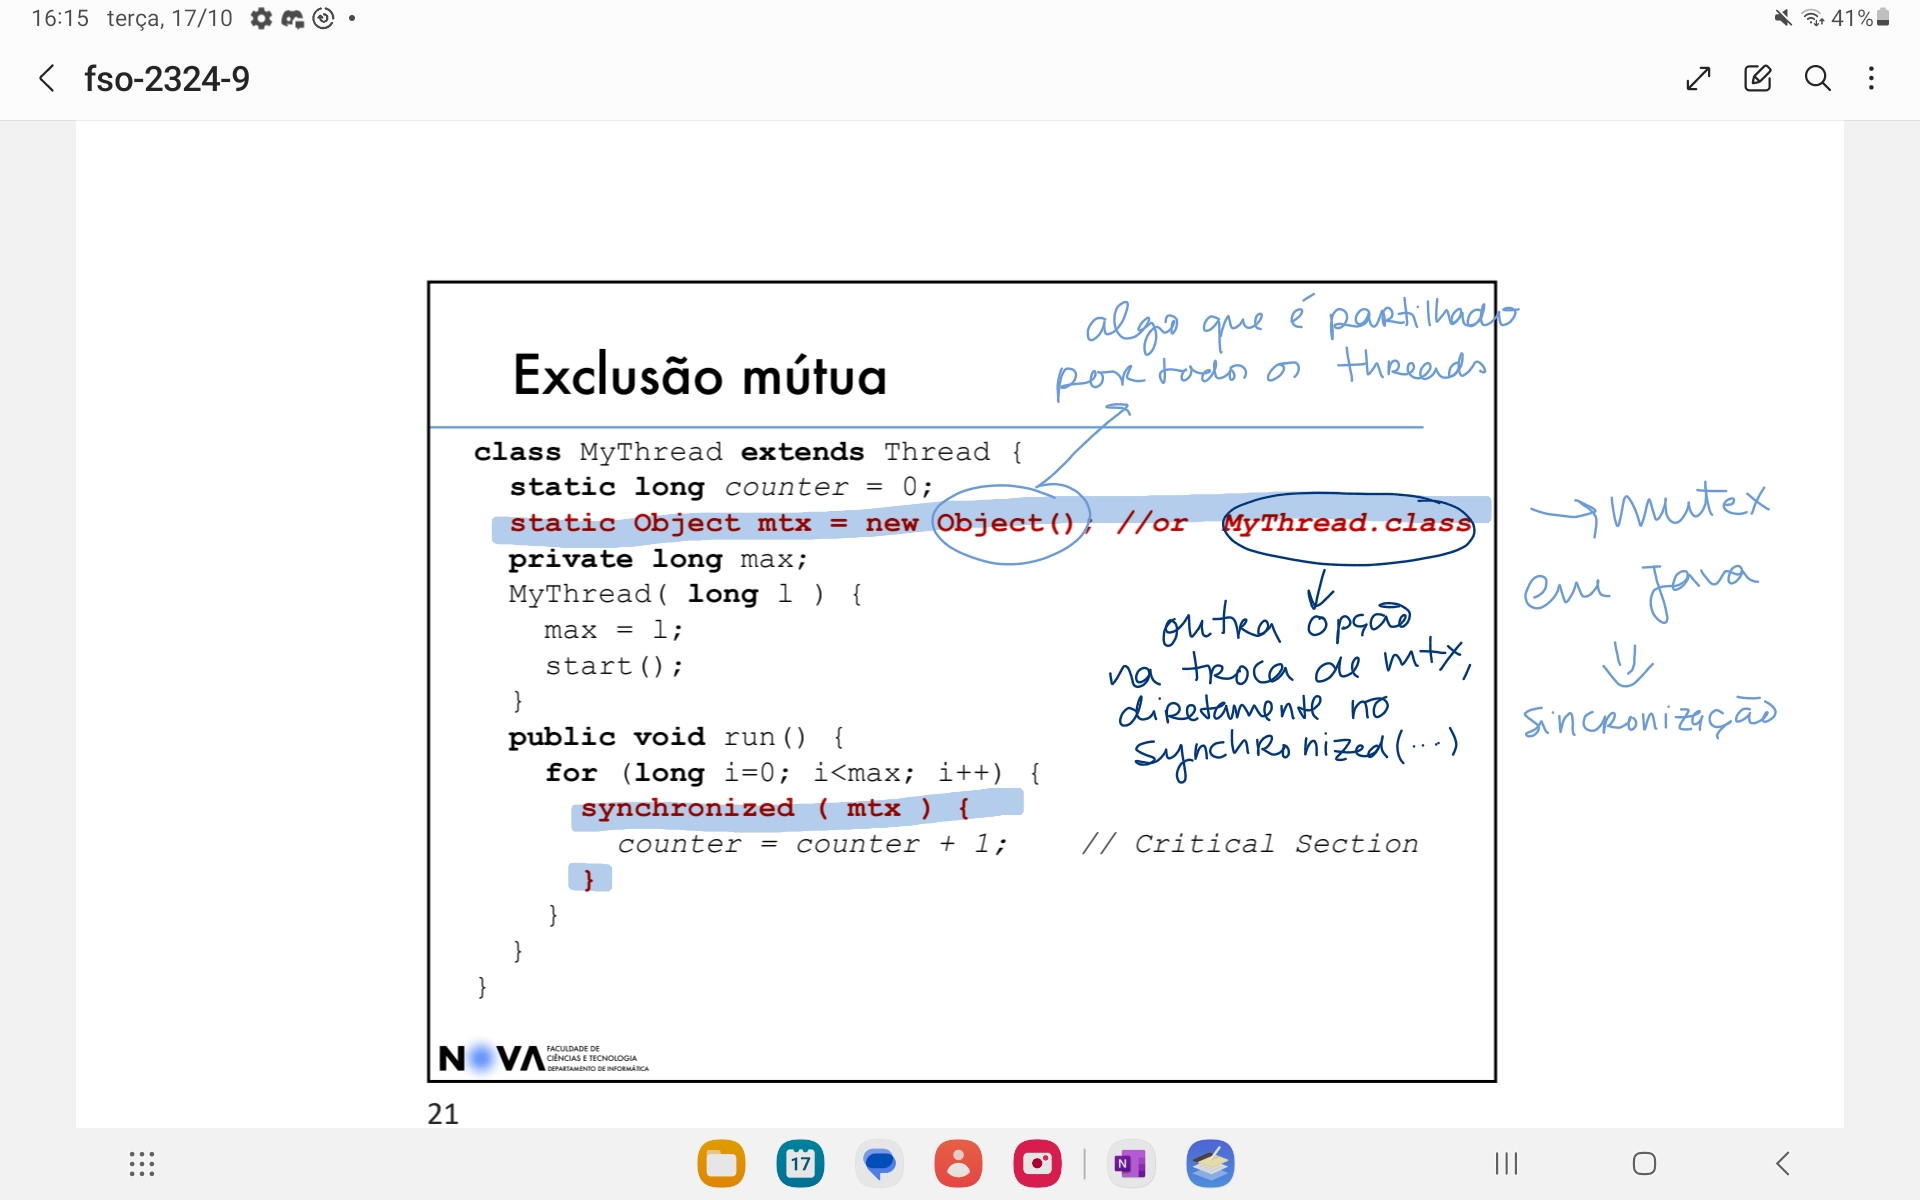 16:15 terça, 17/10
41%
fso-2324-9
algo que é partilhado
por todos os threads
Exclusão mútua
class MyThread extends Thread {
static long counter = 0;
static Object mtx = new Object(); //or MyThread.class
private long max;
MyThread( long l ) {
max = l;
start();
}
public void run() {
for (long i=0; i<max; i++) {
synchronized ( mtx ) {
counter = counter + 1; // Critical Section
}
}
}
}
outra opção
na troca de mtx,
diretamente no
synchronized(...)
→ mutex
em Java
⇓
sincronização
NOVA
FACULDADE DE
CIÊNCIAS E TECNOLOGIA
DEPARTAMENTO DE INFORMÁTICA
21
17
N